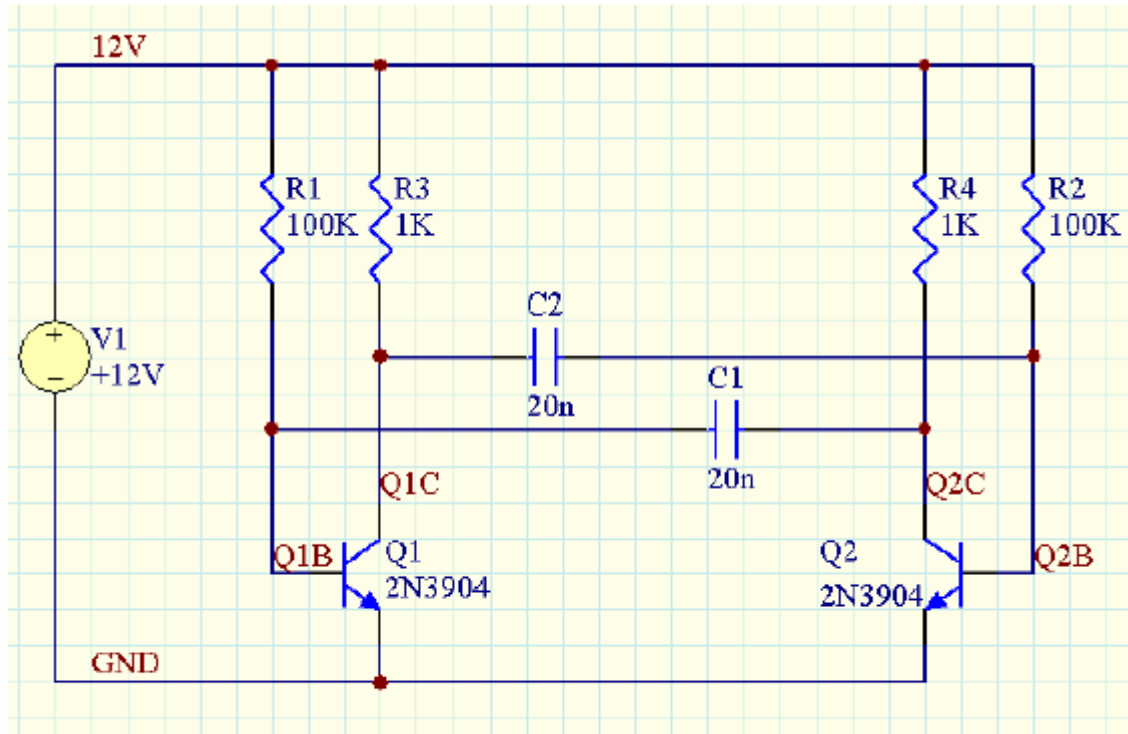 12V
R1
100K
R3
1K
R4
1K
R2
100K
C2
20n
V1
+12V
C1
20n
Q1C
Q2C
Q1B
Q1
2N3904
Q2
2N3904
Q2B
GND